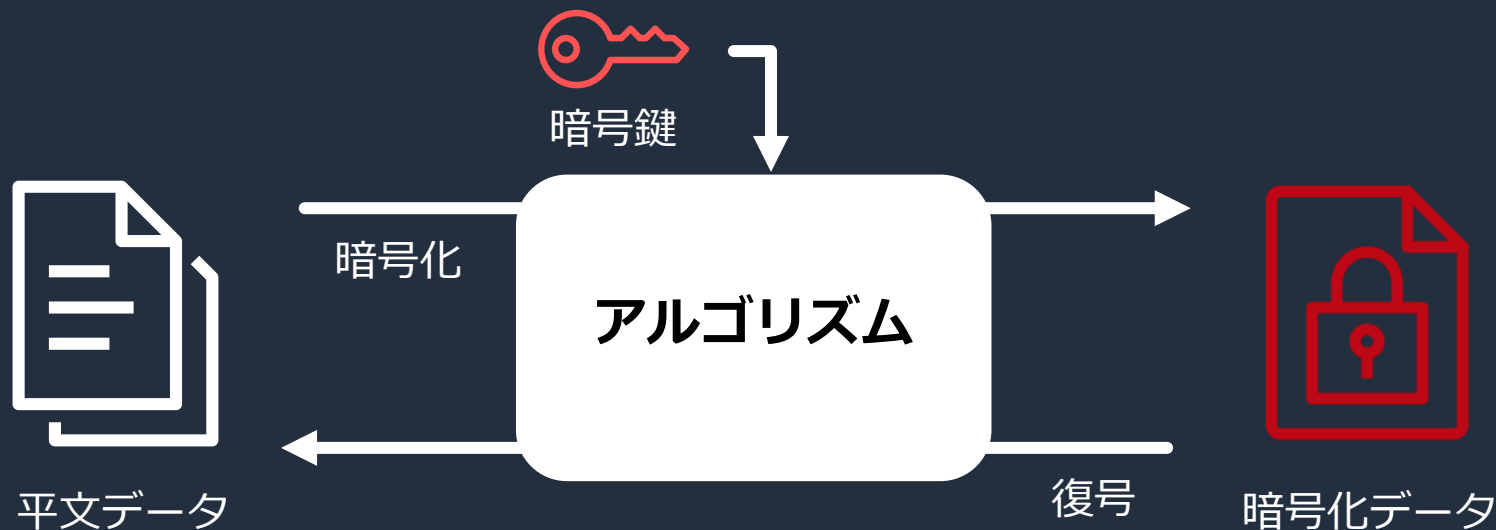 暗号鍵
暗号化
アルゴリズム
復号
平文データ
暗号化データ